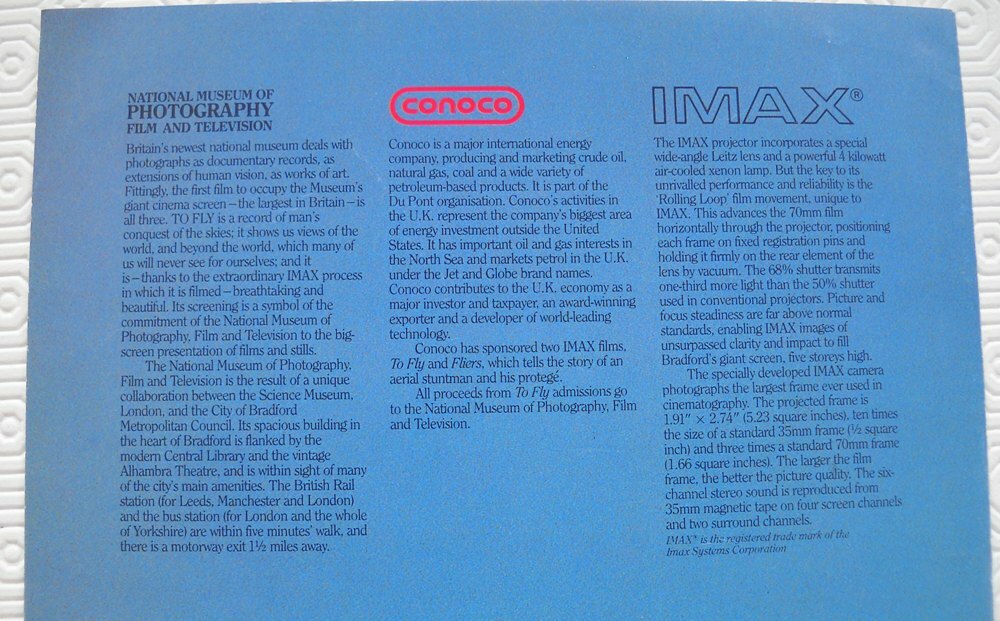 NATIONAL MUSEUM OF
PHOTOGRAPHY
FILM AND TELEVISION
Britain's newest national museum deals with
photographs as documentary records, as
extensions of human vision, as works of art.
Fittingly, the first film to occupy the Museum's
giant cinema screen – the largest in Britain – is
all three. TO FLY is a record of man's
conquest of the skies; it shows us views of the
world, and beyond the world, which many of
us will never see for ourselves; and it
is – thanks to the extraordinary IMAX process
in which it is filmed – breathtaking and
beautiful. Its screening is a symbol of the
commitment of the National Museum of
Photography, Film and Television to the big-
screen presentation of films and stills.
The National Museum of Photography,
Film and Television is the result of a unique
collaboration between the Science Museum,
London, and the City of Bradford
Metropolitan Council. Its spacious building in
the heart of Bradford is flanked by the
modern Central Library and the vintage
Alhambra Theatre, and is within sight of many
of the city's main amenities. The British Rail
station (for Leeds, Manchester and London)
and the bus station (for London and the whole
of Yorkshire) are within five minutes' walk, and
there is a motorway exit 1½ miles away.
conoco
Conoco is a major international energy
company, producing and marketing crude oil,
natural gas, coal and a wide variety of
petroleum-based products. It is part of the
Du Pont organisation. Conoco's activities in
the U.K. represent the company's biggest area
of energy investment outside the United
States. It has important oil and gas interests in
the North Sea and markets petrol in the U.K.
under the Jet and Globe brand names.
Conoco contributes to the U.K. economy as a
major investor and taxpayer, an award-winning
exporter and a developer of world-leading
technology.
Conoco has sponsored two IMAX films,
To Fly and Fliers, which tells the story of an
aerial stuntman and his protegé.
All proceeds from To Fly admissions go
to the National Museum of Photography, Film
and Television.
IMAX®
The IMAX projector incorporates a special
wide-angle Leitz lens and a powerful 4 kilowatt
air-cooled xenon lamp. But the key to its
unrivalled performance and reliability is the
'Rolling Loop' film movement, unique to
IMAX. This advances the 70mm film
horizontally through the projector, positioning
each frame on fixed registration pins and
holding it firmly on the rear element of the
lens by vacuum. The 68% shutter transmits
one-third more light than the 50% shutter
used in conventional projectors. Picture and
focus steadiness are far above normal
standards, enabling IMAX images of
unsurpassed clarity and impact to fill
Bradford's giant screen, five storeys high.
The specially developed IMAX camera
photographs the largest frame ever used in
cinematography. The projected frame is
1.91" × 2.74" (5.23 square inches), ten times
the size of a standard 35mm frame (½ square
inch) and three times a standard 70mm frame
(1.66 square inches). The larger the film
frame, the better the picture quality. The six-
channel stereo sound is reproduced from
35mm magnetic tape on four screen channels
and two surround channels.
IMAX® is the registered trade mark of the
Imax Systems Corporation